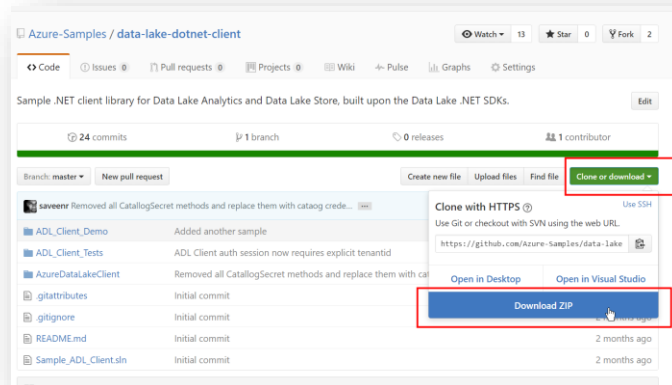 Azure-Samples / data-lake-dotnet-client
Watch 13 Star 0 Fork 2
Code Issues 0 Pull requests 0 Projects 0 Wiki Pulse Graphs Settings
Sample .NET client library for Data Lake Analytics and Data Lake Store, built upon the Data Lake .NET SDKs.
Edit
24 commits 1 branch 0 releases 1 contributor
Branch: master New pull request Create new file Upload files Find file Clone or download
saveenr Removed all CatallogSecret methods and replace them with cataog crede...
Clone with HTTPS Use SSH
Use Git or checkout with SVN using the web URL.
https://github.com/Azure-Samples/data-lake
Open in Desktop Open in Visual Studio
Download ZIP
ADL_Client_Demo Added another sample
ADL_Client_Tests ADL Client auth session now requires explicit tenantid
AzureDataLakeClient Removed all CatallogSecret methods and replace them with cat
.gitattributes Initial commit
.gitignore Initial commit 2 months ago
README.md Initial commit 2 months ago
Sample_ADL_Client.sln Initial commit 2 months ago